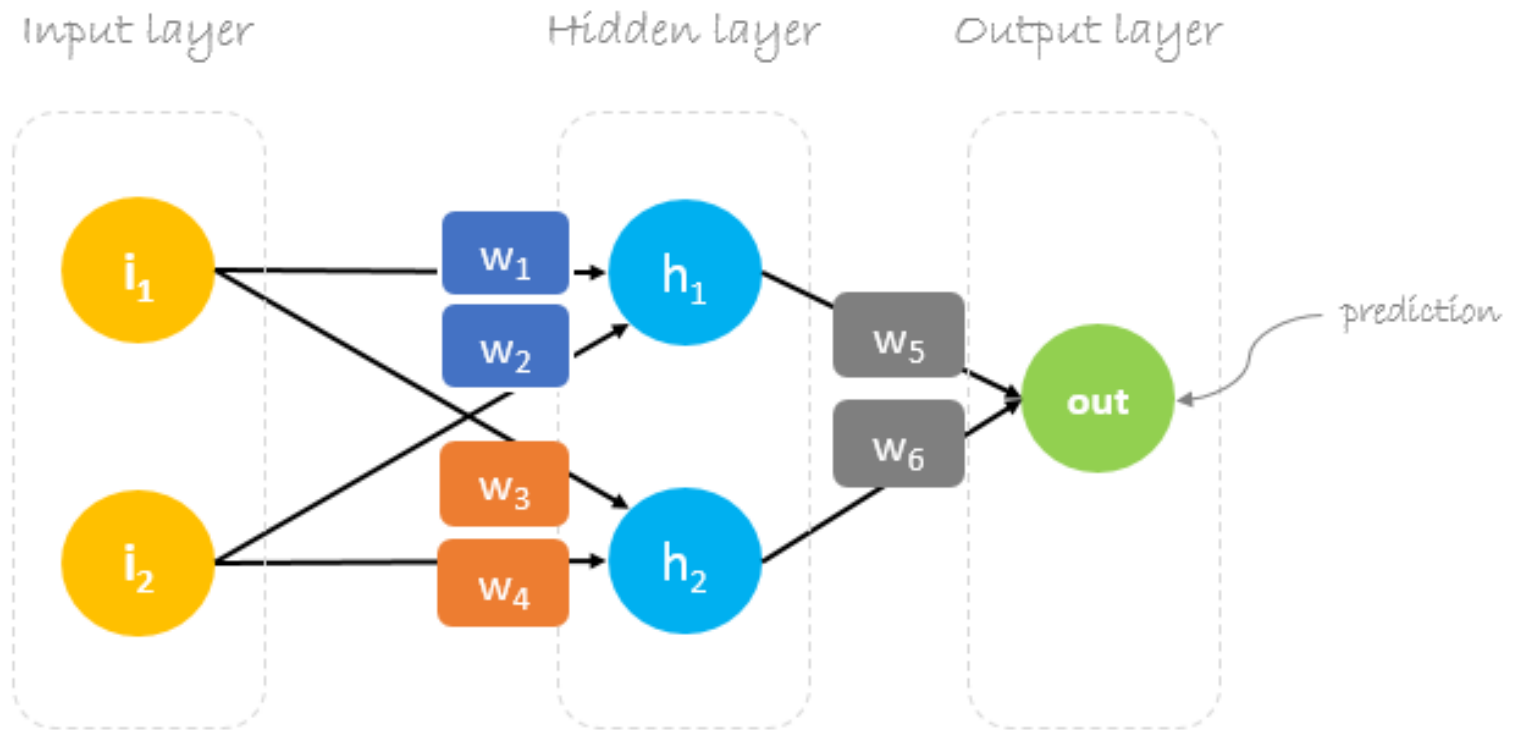 Input layer
Hidden layer
Output layer
i1
w1
h1
w2
w5
prediction
out
w6
w3
i2
w4
h2